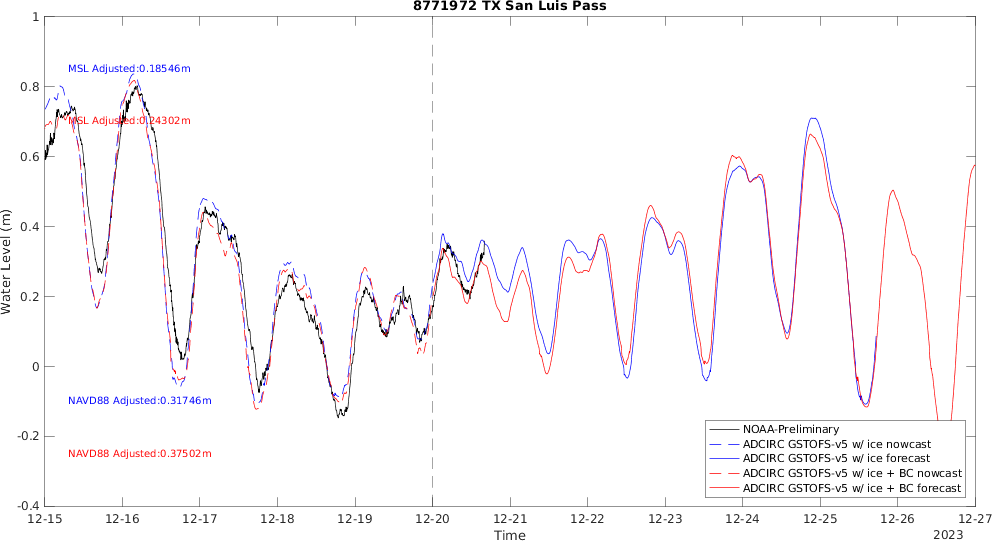 8771972 TX San Luis Pass
Water Level (m)
1
0.8
0.6
0.4
0.2
0
-0.2
-0.4
MSL Adjusted:0.18546m
MSL Adjusted:0.24302m
NAVD88 Adjusted:0.31746m
NAVD88 Adjusted:0.37502m
NOAA-Preliminary
ADCIRC GSTOFS-v5 w/ ice nowcast
ADCIRC GSTOFS-v5 w/ ice forecast
ADCIRC GSTOFS-v5 w/ ice + BC nowcast
ADCIRC GSTOFS-v5 w/ ice + BC forecast
12-15 12-16 12-17 12-18 12-19 12-20 12-21 12-22 12-23 12-24 12-25 12-26 12-27
Time
2023